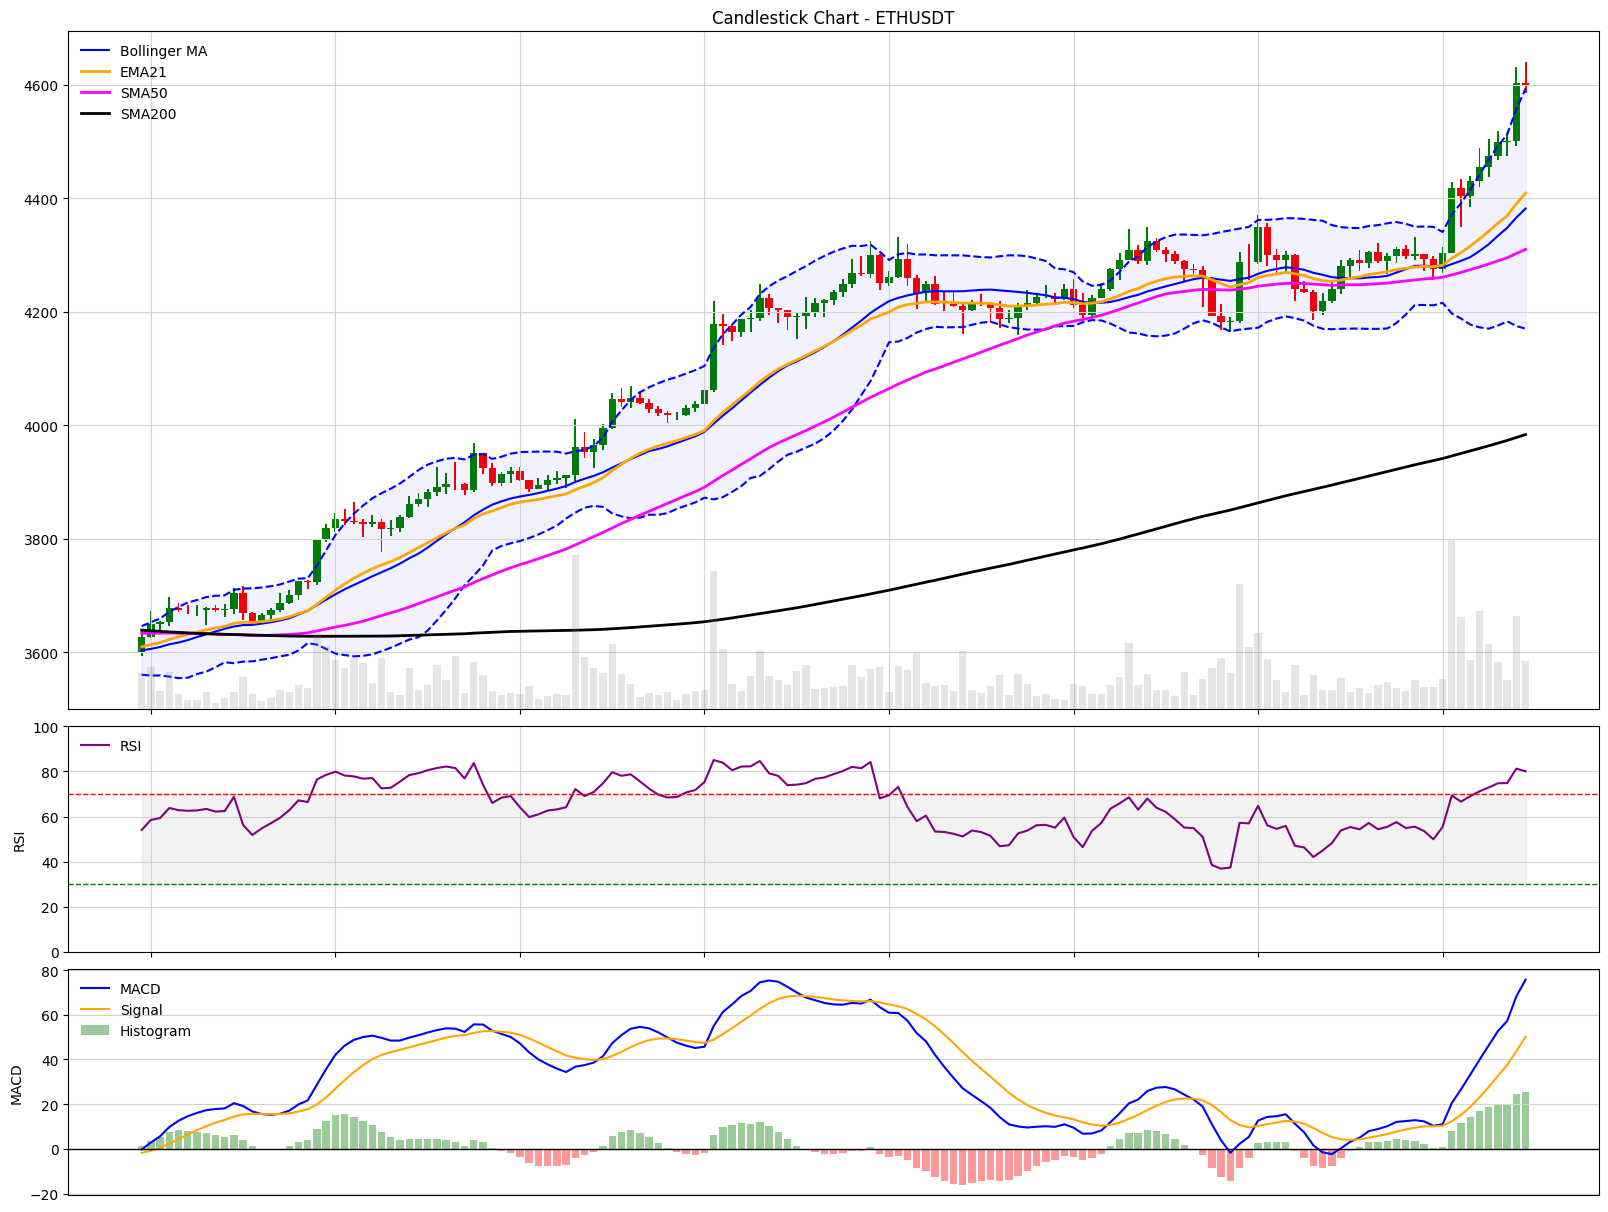 Candlestick Chart - ETHUSDT
Bollinger MA
EMA21
SMA50
SMA200
4600
4400
4200
4000
3800
3600
RSI
100
80
60
40
20
0
RSI
MACD
Signal
Histogram
80
60
40
20
0
−20
MACD